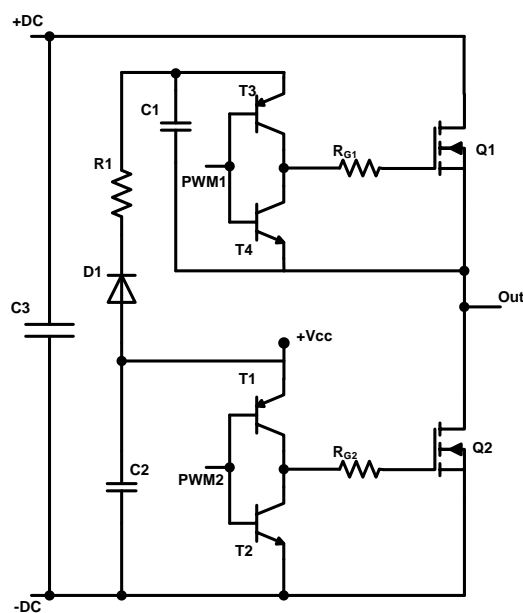 +DC
T3
C1
R1
RG1
Q1
PWM1
T4
D1
Out
C3
+Vcc
T1
C2
RG2
Q2
PWM2
T2
-DC